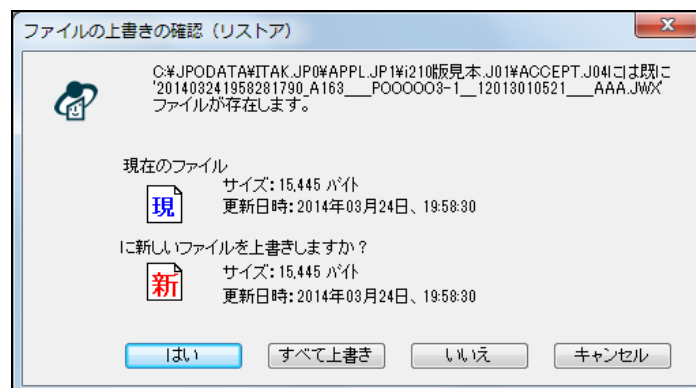 ファイルの上書きの確認（リストア）
C:¥JPODATA¥ITAK.JP0¥APPL.JP1¥i210版見本.J01¥ACCEPT.J04には既に
'201403241958281790_A163___P000003-1__12013010521___AAA.JWX'
ファイルが存在します。
現在のファイル
現
サイズ：15,445 バイト
更新日時：2014年03月24日、19:58:30
に新しいファイルを上書きしますか？
新
サイズ：15,445 バイト
更新日時：2014年03月24日、19:58:30
はい
すべて上書き
いいえ
キャンセル